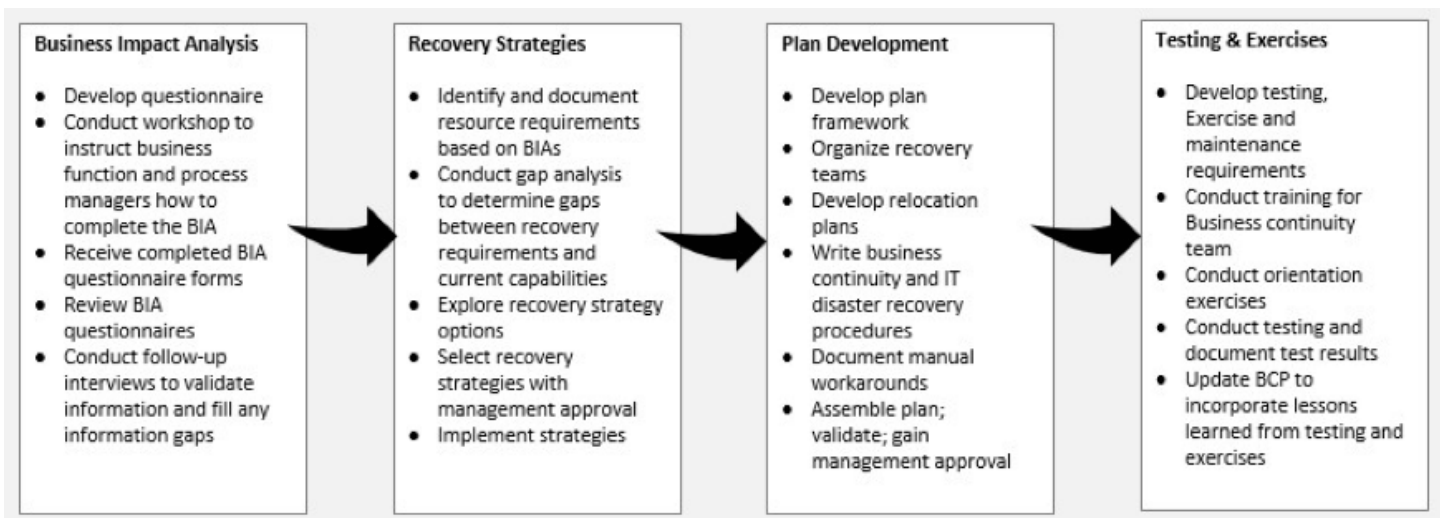 Business Impact Analysis
● Develop questionnaire
● Conduct workshop to
instruct business
function and process
managers how to
complete the BIA
● Receive completed BIA
questionnaire forms
● Review BIA
questionnaires
● Conduct follow-up
interviews to validate
information and fill any
information gaps
Recovery Strategies
● Identify and document
resource requirements
based on BIAs
● Conduct gap analysis
to determine gaps
between recovery
requirements and
current capabilities
● Explore recovery strategy
options
● Select recovery
strategies with
management approval
● Implement strategies
Plan Development
● Develop plan
framework
● Organize recovery
teams
● Develop relocation
plans
● Write business
continuity and IT
disaster recovery
procedures
● Document manual
workarounds
● Assemble plan;
validate; gain
management approval
Testing & Exercises
● Develop testing,
Exercise and
maintenance
requirements
● Conduct training for
Business continuity
team
● Conduct orientation
exercises
● Conduct testing and
document test results
● Update BCP to
incorporate lessons
learned from testing and
exercises